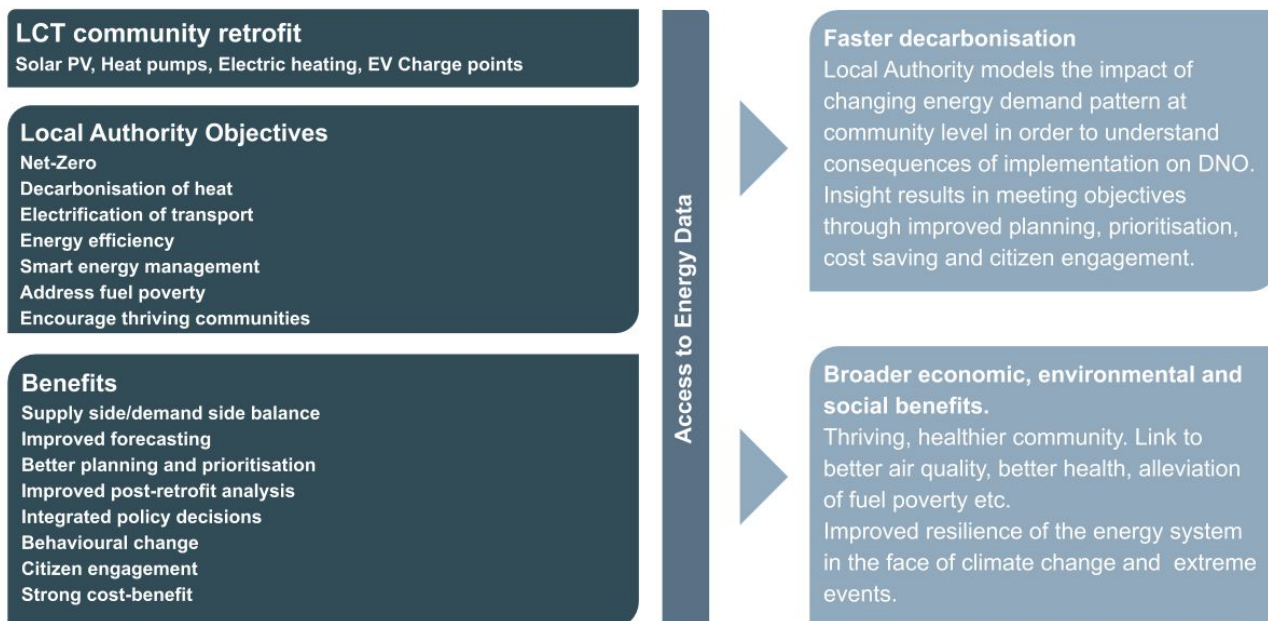 LCT community retrofit
Solar PV, Heat pumps, Electric heating, EV Charge points
Local Authority Objectives
Net-Zero
Decarbonisation of heat
Electrification of transport
Energy efficiency
Smart energy management
Address fuel poverty
Encourage thriving communities
Benefits
Supply side/demand side balance
Improved forecasting
Better planning and prioritisation
Improved post-retrofit analysis
Integrated policy decisions
Behavioural change
Citizen engagement
Strong cost-benefit
Access to Energy Data
Faster decarbonisation
Local Authority models the impact of
changing energy demand pattern at
community level in order to understand
consequences of implementation on DNO.
Insight results in meeting objectives
through improved planning, prioritisation,
cost saving and citizen engagement.
Broader economic, environmental and
social benefits.
Thriving, healthier community. Link to
better air quality, better health, alleviation
of fuel poverty etc.
Improved resilience of the energy system
in the face of climate change and  extreme
events.